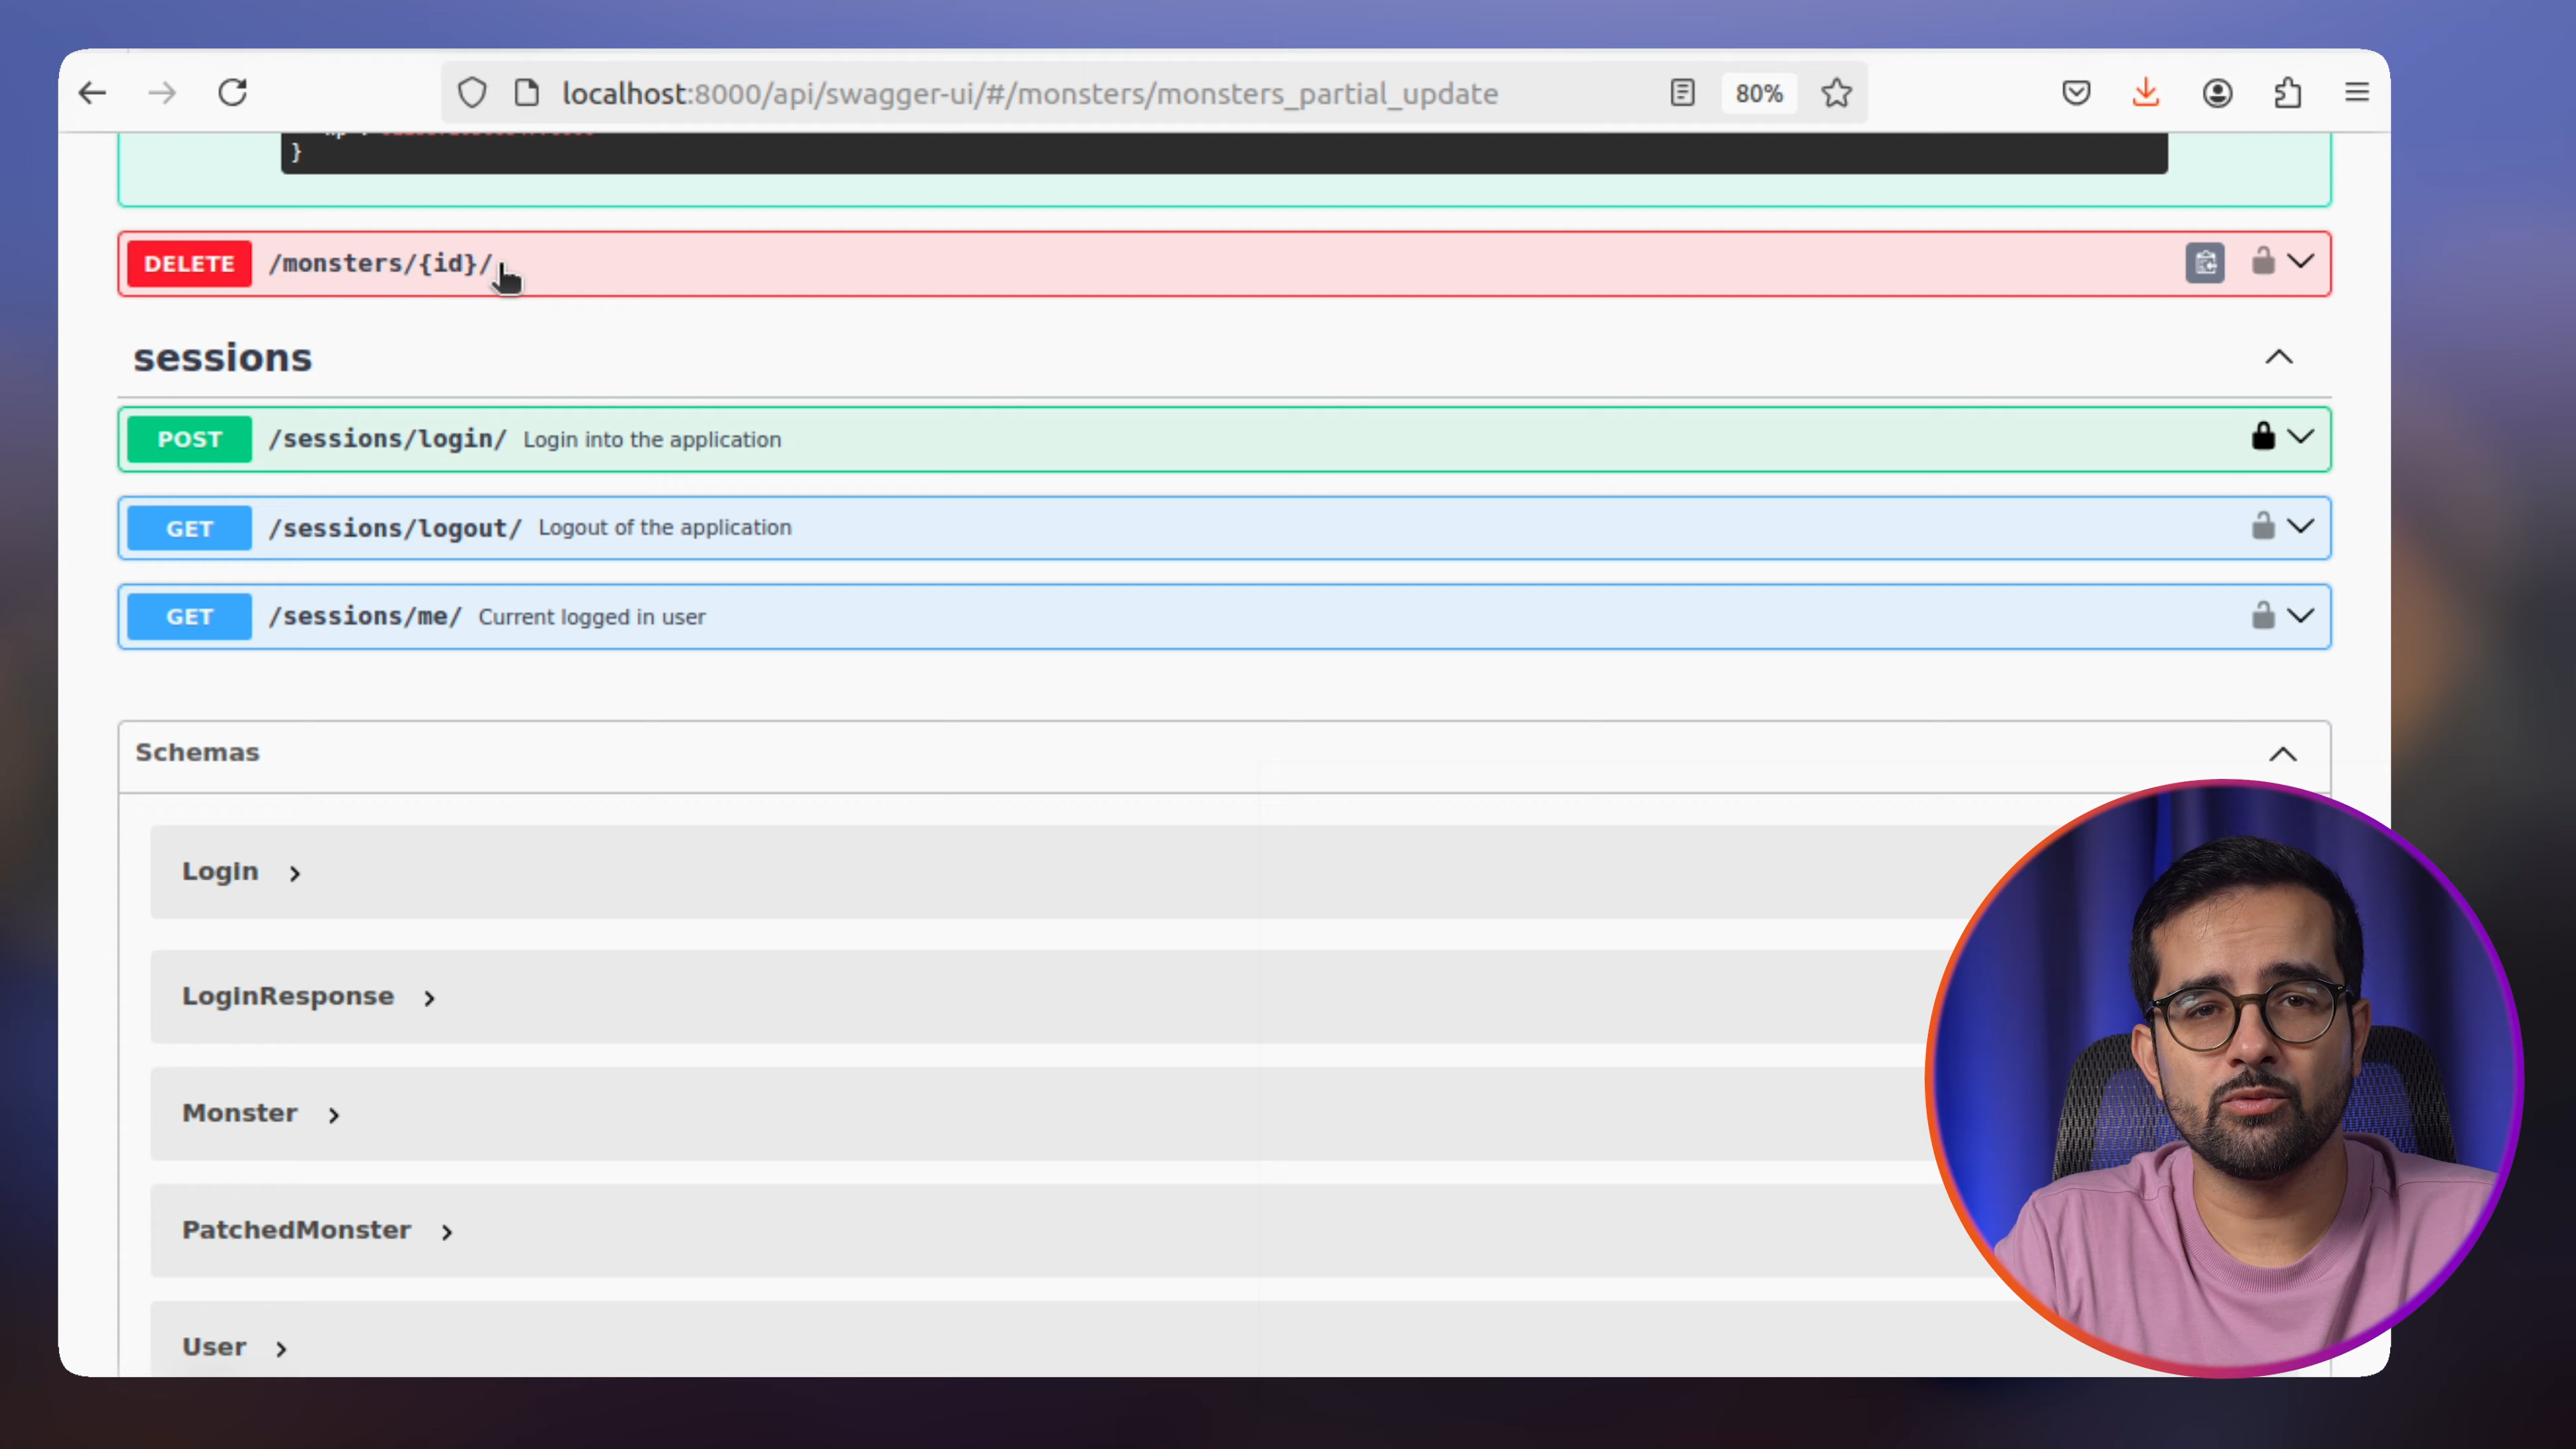 localhost:8000/api/swagger-ui/#/monsters/monsters_partial_update
80%
}
DELETE /monsters/{id}/
sessions
POST /sessions/login/ Login into the application
GET /sessions/logout/ Logout of the application
GET /sessions/me/ Current logged in user
Schemas
Login
LoginResponse
Monster
PatchedMonster
User